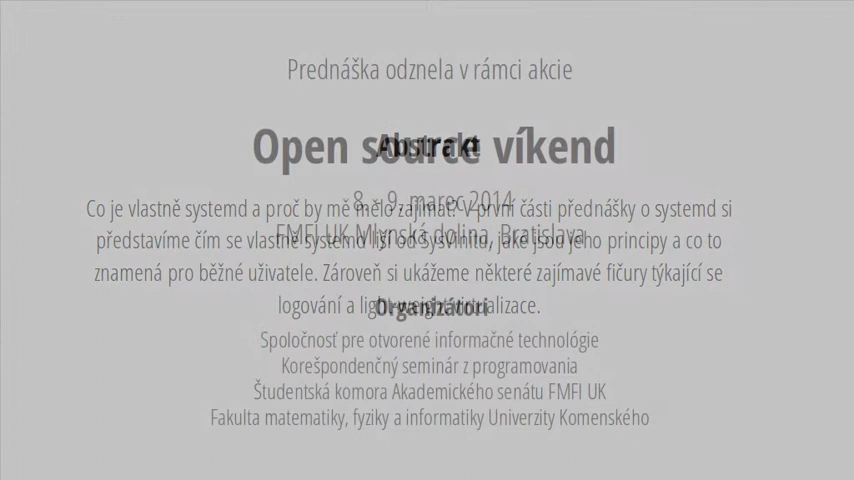 Prednáška odznela v rámci akcie
Open source víkend
Abstrakt
8. - 9. marec 2014
FMFI UK Mlynská dolina, Bratislava
Co je vlastně systemd a proč by mě mělo zajímat? V první části přednášky o systemd si
představíme čím se vlastně systemd liší od SysVinitu, jaké jsou jeho principy a co to
znamená pro běžné uživatele. Zároveň si ukážeme některé zajímavé fičury týkající se
logování a light-weight virtualizace.
Organizátori
Spoločnosť pre otvorené informačné technológie
Korešpondenčný seminár z programovania
Študentská komora Akademického senátu FMFI UK
Fakulta matematiky, fyziky a informatiky Univerzity Komenského